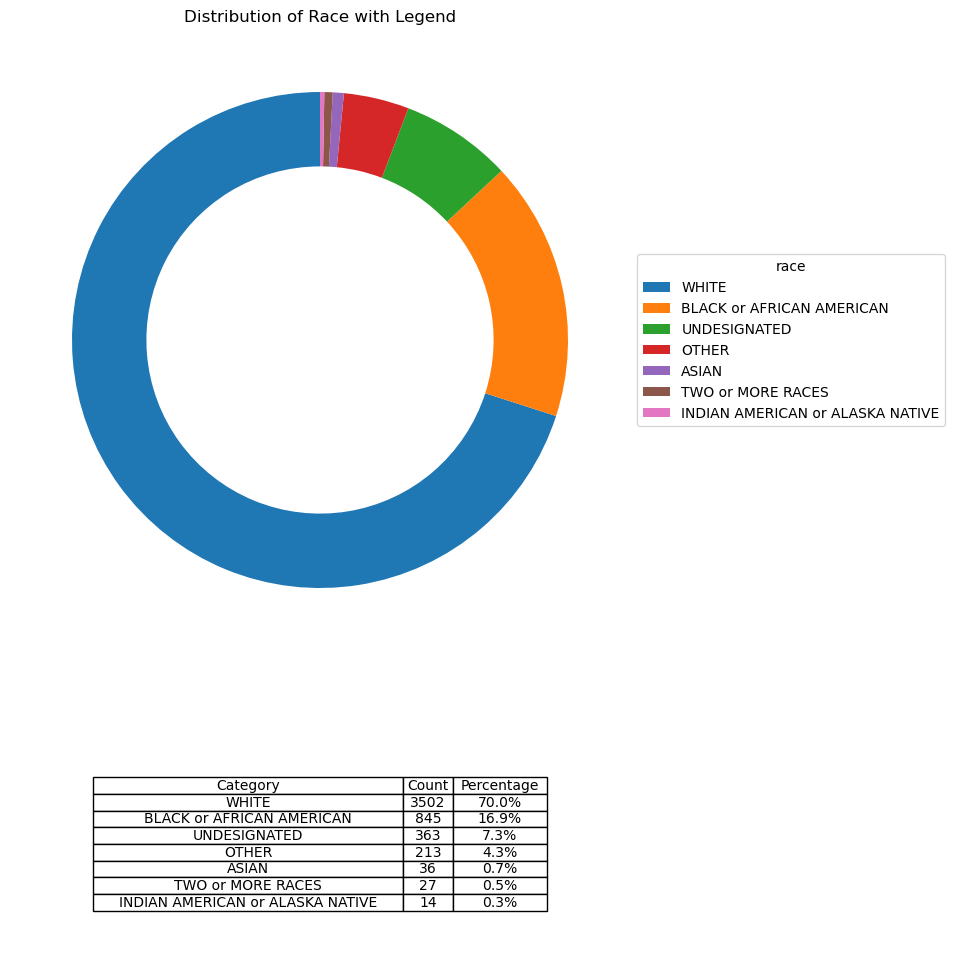 Distribution of Race with Legend
race
WHITE
BLACK or AFRICAN AMERICAN
UNDESIGNATED
OTHER
ASIAN
TWO or MORE RACES
INDIAN AMERICAN or ALASKA NATIVE
Category Count Percentage
WHITE 3502 70.0%
BLACK or AFRICAN AMERICAN 845 16.9%
UNDESIGNATED 363 7.3%
OTHER 213 4.3%
ASIAN 36 0.7%
TWO or MORE RACES 27 0.5%
INDIAN AMERICAN or ALASKA NATIVE 14 0.3%